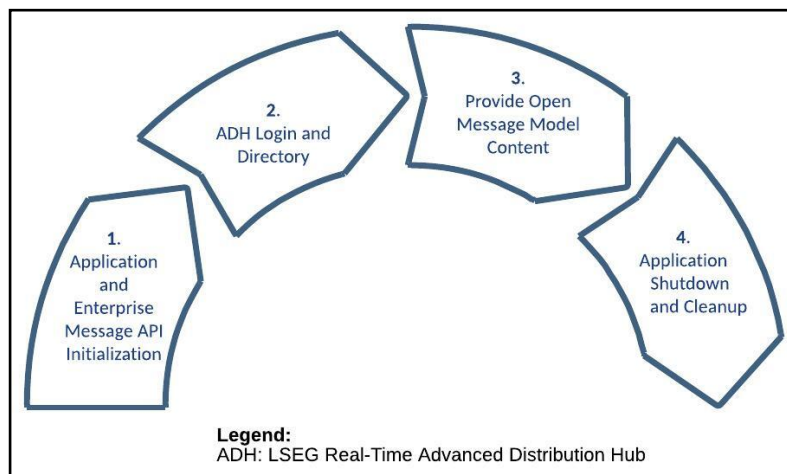 1.
Application
and
Enterprise
Message API
Initialization
2.
ADH Login and
Directory
3.
Provide Open
Message Model
Content
4.
Application
Shutdown
and Cleanup
Legend:
ADH: LSEG Real-Time Advanced Distribution Hub